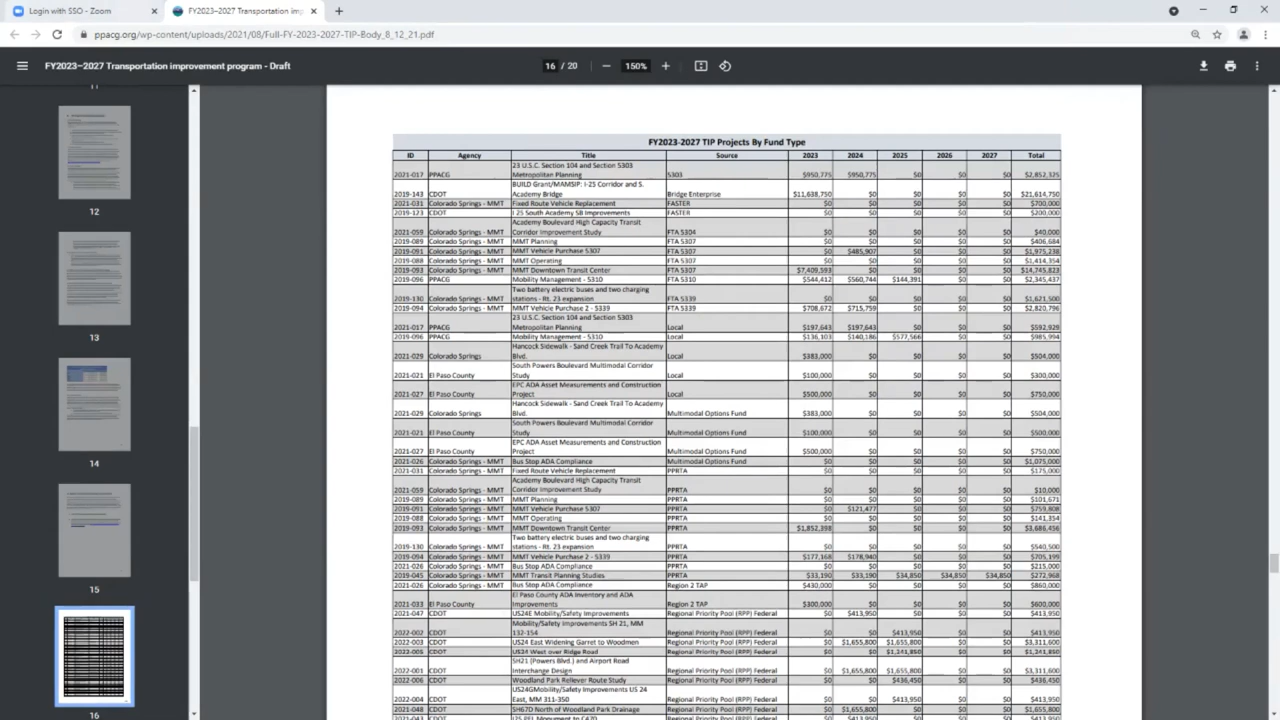 Login with SSO - Zoom
FY2023–2027 Transportation im
ppacg.org/wp-content/uploads/2021/08/Full-FY-2023-2027-TIP-Body_8_12_21.pdf
FY2023–2027 Transportation improvement program - Draft
16 / 20
150%
12
13
14
15
16
FY2023-2027 TIP Projects By Fund Type
ID Agency Title Source 2023 2024 2025 2026 2027 Total
2021-017 PPACG 23 U.S.C. Section 104 and Section 5303 Metropolitan Planning 5303 $950,775 $950,775 $0 $0 $0 $2,852,325
2019-143 CDOT BUILD Grant/MAMSIP: I-25 Corridor and S. Academy Bridge Bridge Enterprise $11,638,750 $0 $0 $0 $0 $21,614,750
2021-031 Colorado Springs - MMT Fixed Route Vehicle Replacement FASTER $0 $0 $0 $0 $0 $700,000
2019-123 CDOT I 25 South Academy SB Improvements FASTER $0 $0 $0 $0 $0 $200,000
2021-059 Colorado Springs - MMT Academy Boulevard High Capacity Transit Corridor Improvement Study FTA 5304 $0 $0 $0 $0 $0 $40,000
2019-089 Colorado Springs - MMT MMT Planning FTA 5307 $0 $0 $0 $0 $0 $406,684
2019-091 Colorado Springs - MMT MMT Vehicle Purchase 5307 FTA 5307 $0 $485,907 $0 $0 $0 $1,975,238
2019-088 Colorado Springs - MMT MMT Operating FTA 5307 $0 $0 $0 $0 $0 $1,414,354
2019-093 Colorado Springs - MMT MMT Downtown Transit Center FTA 5307 $7,409,593 $0 $0 $0 $0 $14,745,823
2019-096 PPACG Mobility Management - 5310 FTA 5310 $544,412 $560,744 $144,391 $0 $0 $2,345,437
2019-130 Colorado Springs - MMT Two battery electric buses and two charging stations - Rt. 23 expansion FTA 5339 $0 $0 $0 $0 $0 $1,621,500
2019-094 Colorado Springs - MMT MMT Vehicle Purchase 2 - 5339 FTA 5339 $708,672 $715,759 $0 $0 $0 $2,820,796
2021-017 PPACG 23 U.S.C. Section 104 and Section 5303 Metropolitan Planning Local $197,643 $197,643 $0 $0 $0 $592,929
2019-096 PPACG Mobility Management - 5310 Local $136,103 $140,186 $577,566 $0 $0 $985,994
2021-029 Colorado Springs Hancock Sidewalk - Sand Creek Trail To Academy Blvd. Local $383,000 $0 $0 $0 $0 $504,000
2021-021 El Paso County South Powers Boulevard Multimodal Corridor Study Local $100,000 $0 $0 $0 $0 $300,000
2021-027 El Paso County EPC ADA Asset Measurements and Construction Project Local $500,000 $0 $0 $0 $0 $750,000
2021-029 Colorado Springs Hancock Sidewalk - Sand Creek Trail To Academy Blvd. Multimodal Options Fund $383,000 $0 $0 $0 $0 $504,000
2021-021 El Paso County South Powers Boulevard Multimodal Corridor Study Multimodal Options Fund $100,000 $0 $0 $0 $0 $500,000
2021-027 El Paso County EPC ADA Asset Measurements and Construction Project Multimodal Options Fund $500,000 $0 $0 $0 $0 $750,000
2021-026 Colorado Springs - MMT Bus Stop ADA Compliance Multimodal Options Fund $0 $0 $0 $0 $0 $1,075,000
2021-031 Colorado Springs - MMT Fixed Route Vehicle Replacement PPRTA $0 $0 $0 $0 $0 $175,000
2021-059 Colorado Springs - MMT Academy Boulevard High Capacity Transit Corridor Improvement Study PPRTA $0 $0 $0 $0 $0 $10,000
2019-089 Colorado Springs - MMT MMT Planning PPRTA $0 $0 $0 $0 $0 $101,671
2019-091 Colorado Springs - MMT MMT Vehicle Purchase 5307 PPRTA $0 $121,477 $0 $0 $0 $759,808
2019-088 Colorado Springs - MMT MMT Operating PPRTA $0 $0 $0 $0 $0 $141,354
2019-093 Colorado Springs - MMT MMT Downtown Transit Center PPRTA $1,852,398 $0 $0 $0 $0 $3,686,456
2019-130 Colorado Springs - MMT Two battery electric buses and two charging stations - Rt. 23 expansion PPRTA $0 $0 $0 $0 $0 $540,500
2019-094 Colorado Springs - MMT MMT Vehicle Purchase 2 - 5339 PPRTA $177,168 $178,940 $0 $0 $0 $705,199
2021-026 Colorado Springs - MMT Bus Stop ADA Compliance PPRTA $0 $0 $0 $0 $0 $215,000
2019-045 Colorado Springs - MMT MMT Transit Planning Studies PPRTA $33,190 $33,190 $34,850 $34,850 $34,850 $272,968
2021-026 Colorado Springs - MMT Bus Stop ADA Compliance Region 2 TAP $430,000 $0 $0 $0 $0 $860,000
2021-033 El Paso County El Paso County ADA Inventory and ADA Improvements Region 2 TAP $300,000 $0 $0 $0 $0 $600,000
2021-047 CDOT US24E Mobility/Safety Improvements Regional Priority Pool (RPP) Federal $0 $413,950 $0 $0 $0 $413,950
2022-002 CDOT Mobility/Safety Improvements SH 21, MM 132-154 Regional Priority Pool (RPP) Federal $0 $0 $413,950 $0 $0 $413,950
2022-003 CDOT US24 East Widening Garret to Woodmen Regional Priority Pool (RPP) Federal $0 $1,655,800 $1,655,800 $0 $0 $3,311,600
2022-005 CDOT US24 West over Ridge Road Regional Priority Pool (RPP) Federal $0 $0 $1,241,850 $0 $0 $1,241,850
2022-001 CDOT SH21 (Powers Blvd.) and Airport Road Interchange Design Regional Priority Pool (RPP) Federal $0 $1,655,800 $1,655,800 $0 $0 $3,311,600
2022-006 CDOT Woodland Park Reliever Route Study Regional Priority Pool (RPP) Federal $0 $0 $436,450 $0 $0 $436,450
2022-004 CDOT US24GMobility/Safety Improvements US 24 East, MM 311-350 Regional Priority Pool (RPP) Federal $0 $0 $413,950 $0 $0 $413,950
2021-048 CDOT SH67D North of Woodland Park Drainage Regional Priority Pool (RPP) Federal $0 $1,655,800 $0 $0 $0 $1,655,800